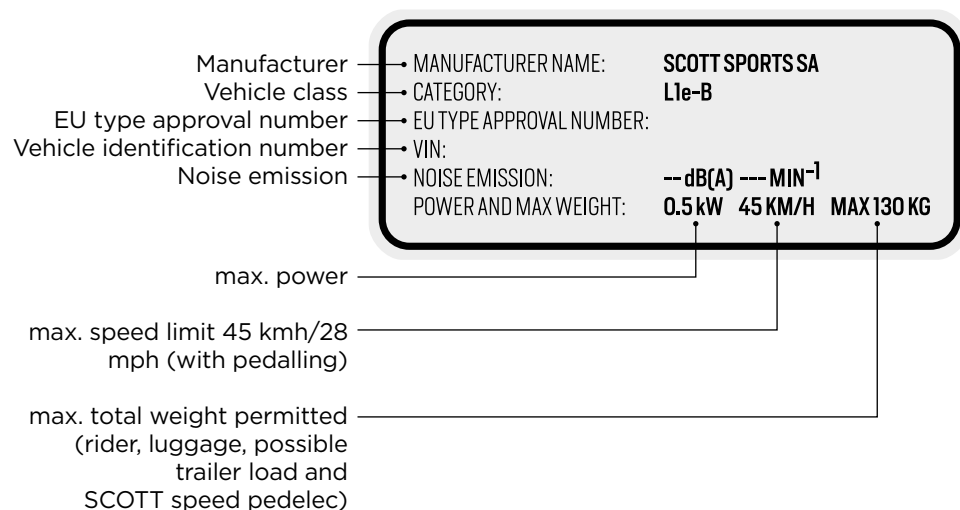 Manufacturer MANUFACTURER NAME: SCOTT SPORTS SA
Vehicle class CATEGORY: L1e-B
EU type approval number EU TYPE APPROVAL NUMBER:
Vehicle identification number VIN:
Noise emission NOISE EMISSION: -- dB(A) --- MIN⁻¹
POWER AND MAX WEIGHT: 0.5 kW 45 KM/H MAX 130 KG
max. power
max. speed limit 45 kmh/28
mph (with pedalling)
max. total weight permitted
(rider, luggage, possible
trailer load and
SCOTT speed pedelec)